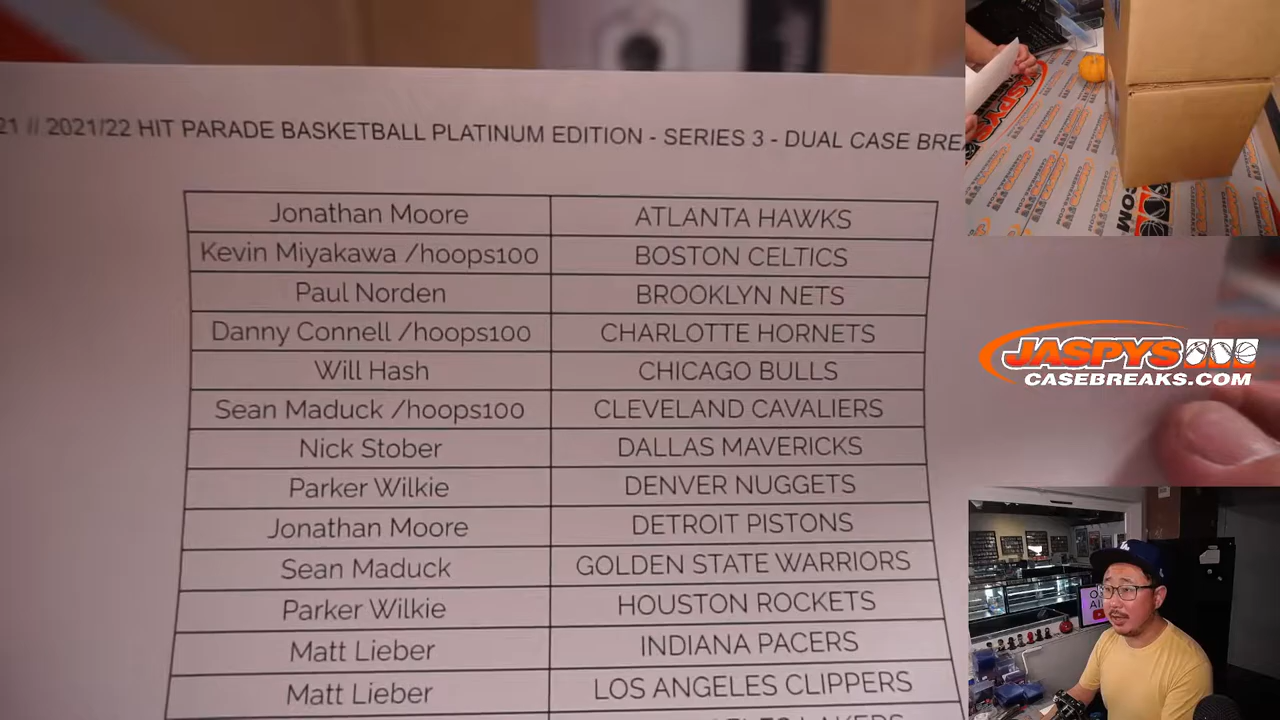 21 // 2021/22 HIT PARADE BASKETBALL PLATINUM EDITION - SERIES 3 - DUAL CASE BREA
Jonathan Moore ATLANTA HAWKS
Kevin Miyakawa /hoops100 BOSTON CELTICS
Paul Norden BROOKLYN NETS
Danny Connell /hoops100 CHARLOTTE HORNETS
Will Hash CHICAGO BULLS
Sean Maduck /hoops100 CLEVELAND CAVALIERS
Nick Stober DALLAS MAVERICKS
Parker Wilkie DENVER NUGGETS
Jonathan Moore DETROIT PISTONS
Sean Maduck GOLDEN STATE WARRIORS
Parker Wilkie HOUSTON ROCKETS
Matt Lieber INDIANA PACERS
Matt Lieber LOS ANGELES CLIPPERS
JASPYS
CASEBREAKS.COM
JASPYS